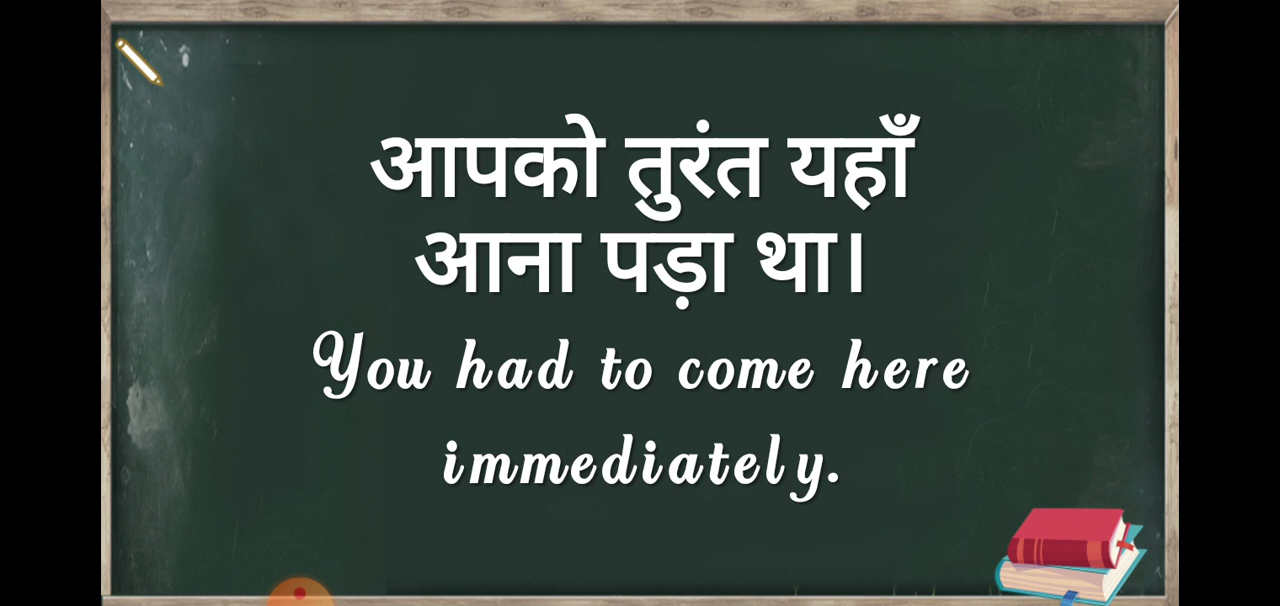 आपको तुरंत यहाँ
आना पड़ा था।
You had to come here
immediately.